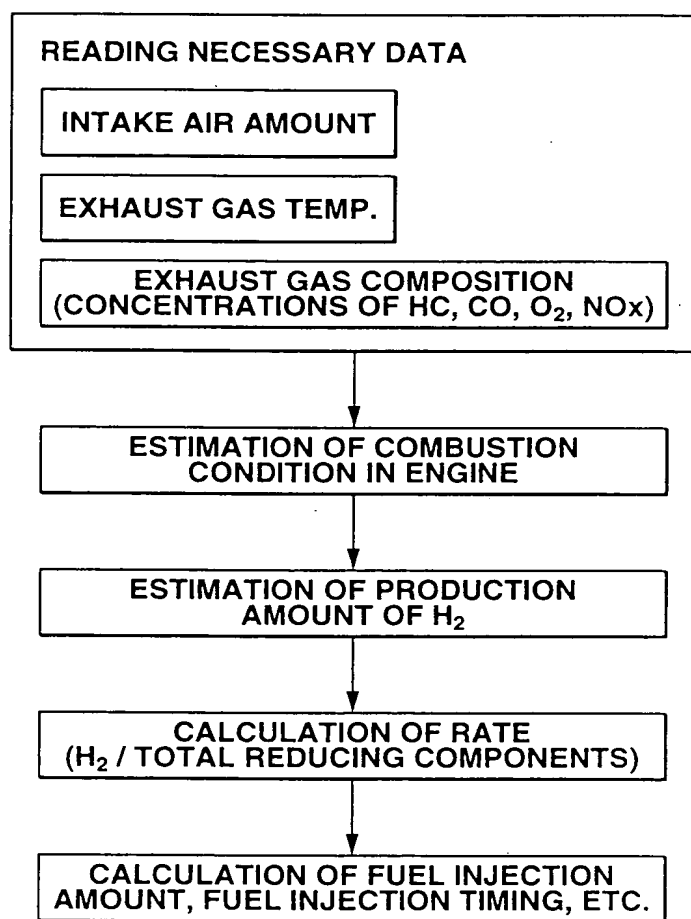 READING NECESSARY DATA
INTAKE AIR AMOUNT
EXHAUST GAS TEMP.
EXHAUST GAS COMPOSITION
(CONCENTRATIONS OF HC, CO, O₂, NOx)
ESTIMATION OF COMBUSTION
CONDITION IN ENGINE
ESTIMATION OF PRODUCTION
AMOUNT OF H₂
CALCULATION OF RATE
(H₂ / TOTAL REDUCING COMPONENTS)
CALCULATION OF FUEL INJECTION
AMOUNT, FUEL INJECTION TIMING, ETC.